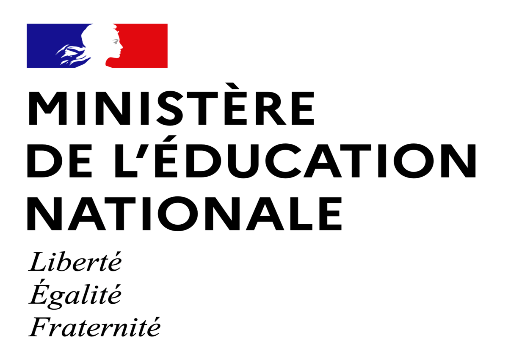 MINISTÈRE
DE L’ÉDUCATION
NATIONALE
Liberté
Égalité
Fraternité